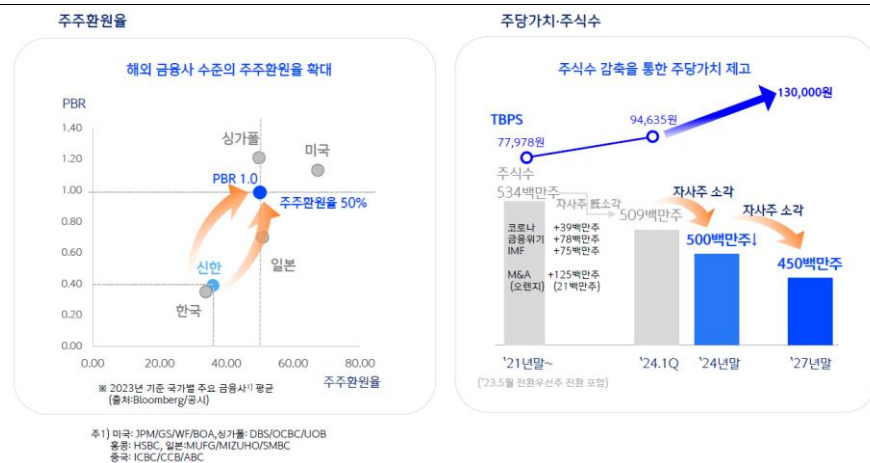 주주환원율
해외 금융사 수준의 주주환원율 확대
PBR
1.40
1.20
1.00
0.80
0.60
0.40
0.20
0.00
0.00
20.00
40.00
60.00
80.00
주주환원율
싱가폴
미국
PBR 1.0
주주환원율 50%
일본
신한
한국
※ 2023년 기준 국가별 주요 금융사1) 평균
(출처:Bloomberg/공시)
주1) 미국: JPM/GS/WF/BOA,싱가폴: DBS/OCBC/UOB
홍콩: HSBC, 일본:MUFG/MIZUHO/SMBC
중국: ICBC/CCB/ABC
주당가치·주식수
주식수 감축을 통한 주당가치 제고
130,000원
TBPS
94,635원
77,978원
주식수
534백만주
자사주 旣소각
509백만주
자사주 소각
500백만주↓
자사주 소각
450백만주
코로나 +39백만주
금융위기 +78백만주
IMF +75백만주
M&A +125백만주
(오렌지) (21백만주)
'21년말~
'24.1Q
'24년말
'27년말
('23.5월 전환우선주 전환 포함)